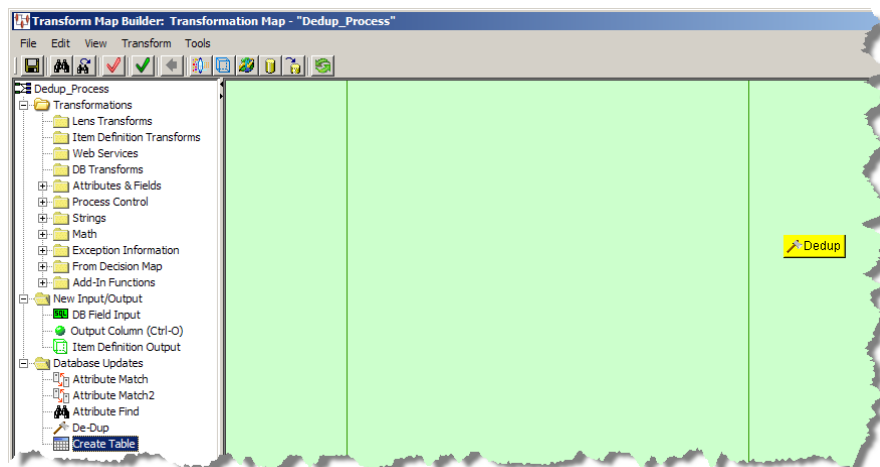 Transform Map Builder: Transformation Map - "Dedup_Process"
File Edit View Transform Tools
Dedup_Process
Transformations
Lens Transforms
Item Definition Transforms
Web Services
DB Transforms
Attributes & Fields
Process Control
Strings
Math
Exception Information
From Decision Map
Add-In Functions
New Input/Output
DB Field Input
Output Column (Ctrl-O)
Item Definition Output
Database Updates
Attribute Match
Attribute Match2
Attribute Find
De-Dup
Create Table
Dedup